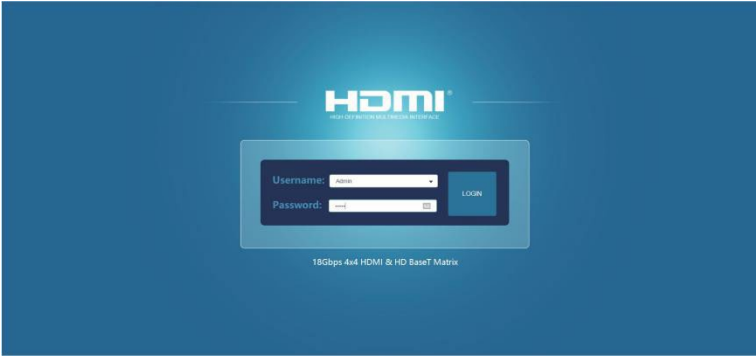 HDMI®
HIGH-DEFINITION MULTIMEDIA INTERFACE
Username: Admin
Password:
LOGIN
18Gbps 4x4 HDMI & HD BaseT Matrix